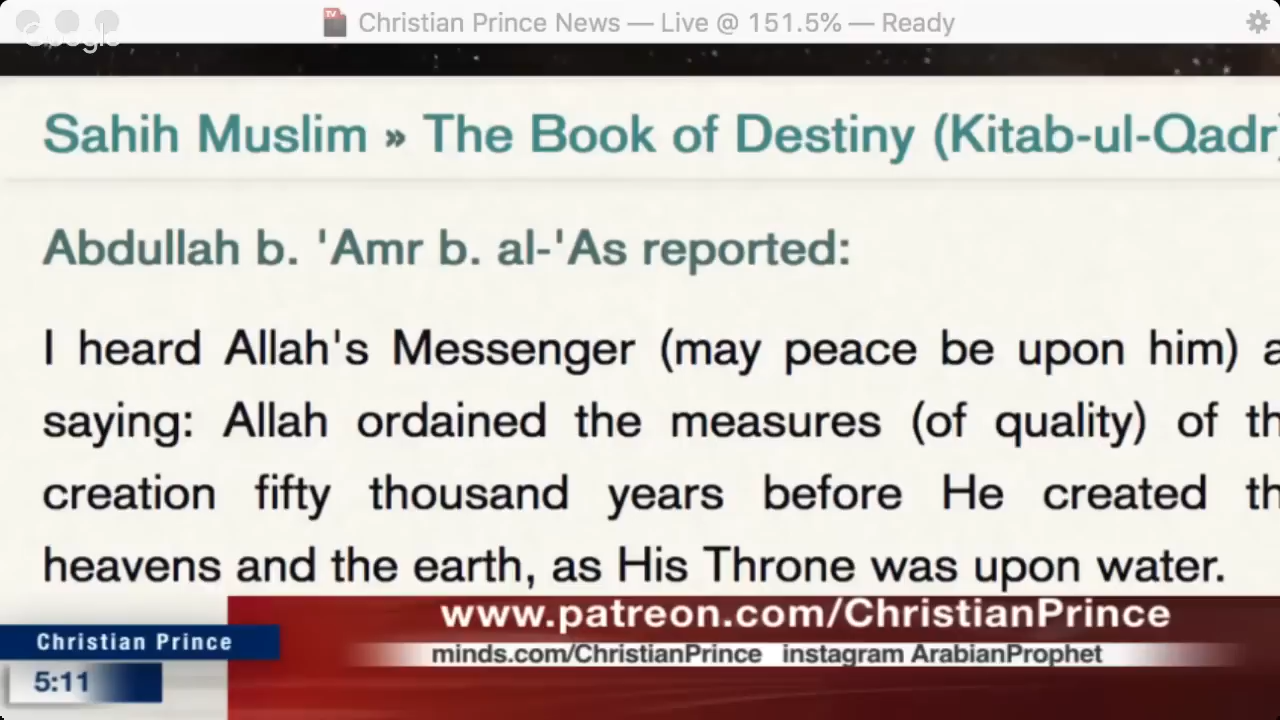 Christian Prince News — Live @ 151.5% — Ready
Google
Sahih Muslim » The Book of Destiny (Kitab-ul-Qadr)
Abdullah b. 'Amr b. al-'As reported:
I heard Allah's Messenger (may peace be upon him) a
saying: Allah ordained the measures (of quality) of th
creation fifty thousand years before He created th
heavens and the earth, as His Throne was upon water.
www.patreon.com/ChristianPrince
Christian Prince
minds.com/ChristianPrince instagram ArabianProphet
5:11